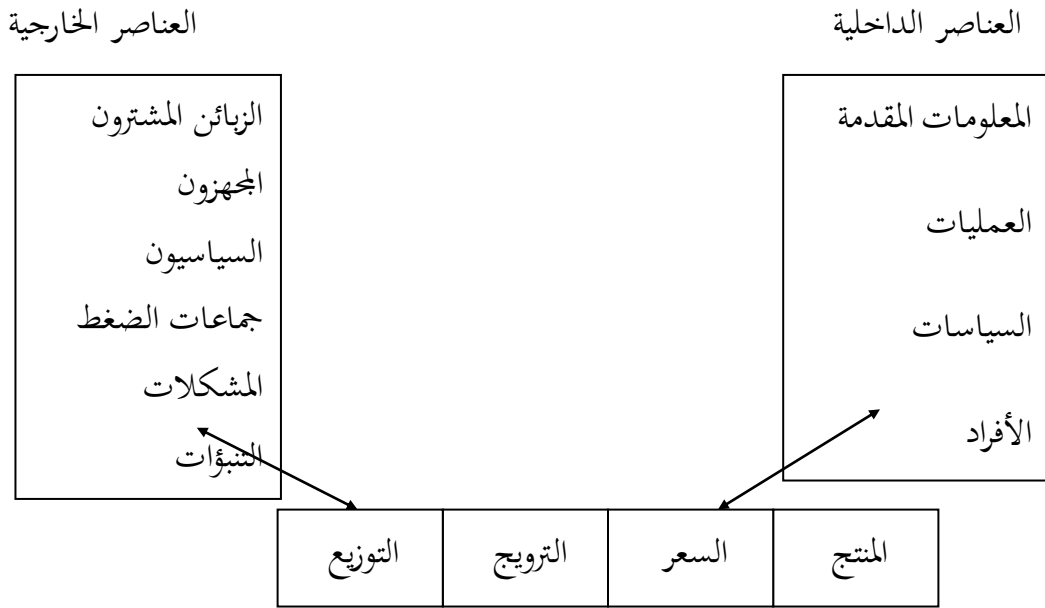 العناصر الداخلية
المعلومات المقدمة
العمليات
السياسات
الأفراد
العناصر الخارجية
الزبائن المشترون
المجهزون
السياسيون
جماعات الضغط
المشكلات
التنبؤات
المنتج
السعر
الترويج
التوزيع